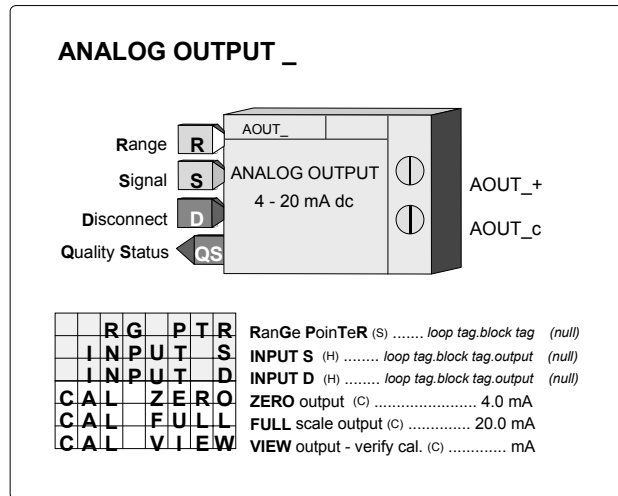 ANALOG OUTPUT _
Range R
Signal S
Disconnect D
Quality Status QS
AOUT_
ANALOG OUTPUT
4 - 20 mA dc
AOUT_+
AOUT_c
RG PTR RanGe PoinTeR (S) ....... loop tag.block tag (null)
INPUT S INPUT S (H) ........ loop tag.block tag.output (null)
INPUT D INPUT D (H) ........ loop tag.block tag.output (null)
CAL ZERO ZERO output (C) ...................... 4.0 mA
CAL FULL FULL scale output (C) ............... 20.0 mA
CAL VIEW VIEW output - verify cal. (C) ............. mA